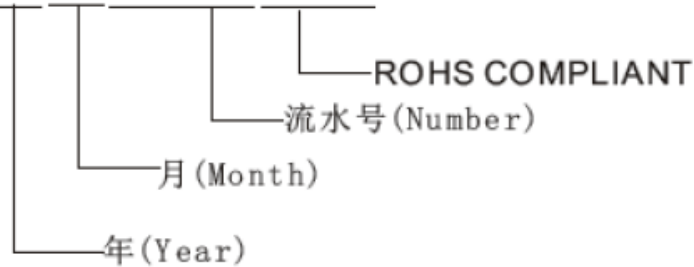 ROHS COMPLIANT
流水号(Number)
月(Month)
年(Year)